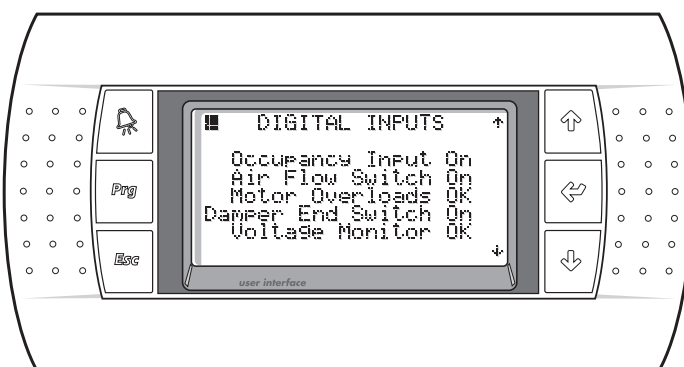 DIGITAL INPUTS
Occupancy Input On
Air Flow Switch On
Motor Overloads OK
Damper End Switch On
Voltage Monitor OK
Prg
Esc
user interface